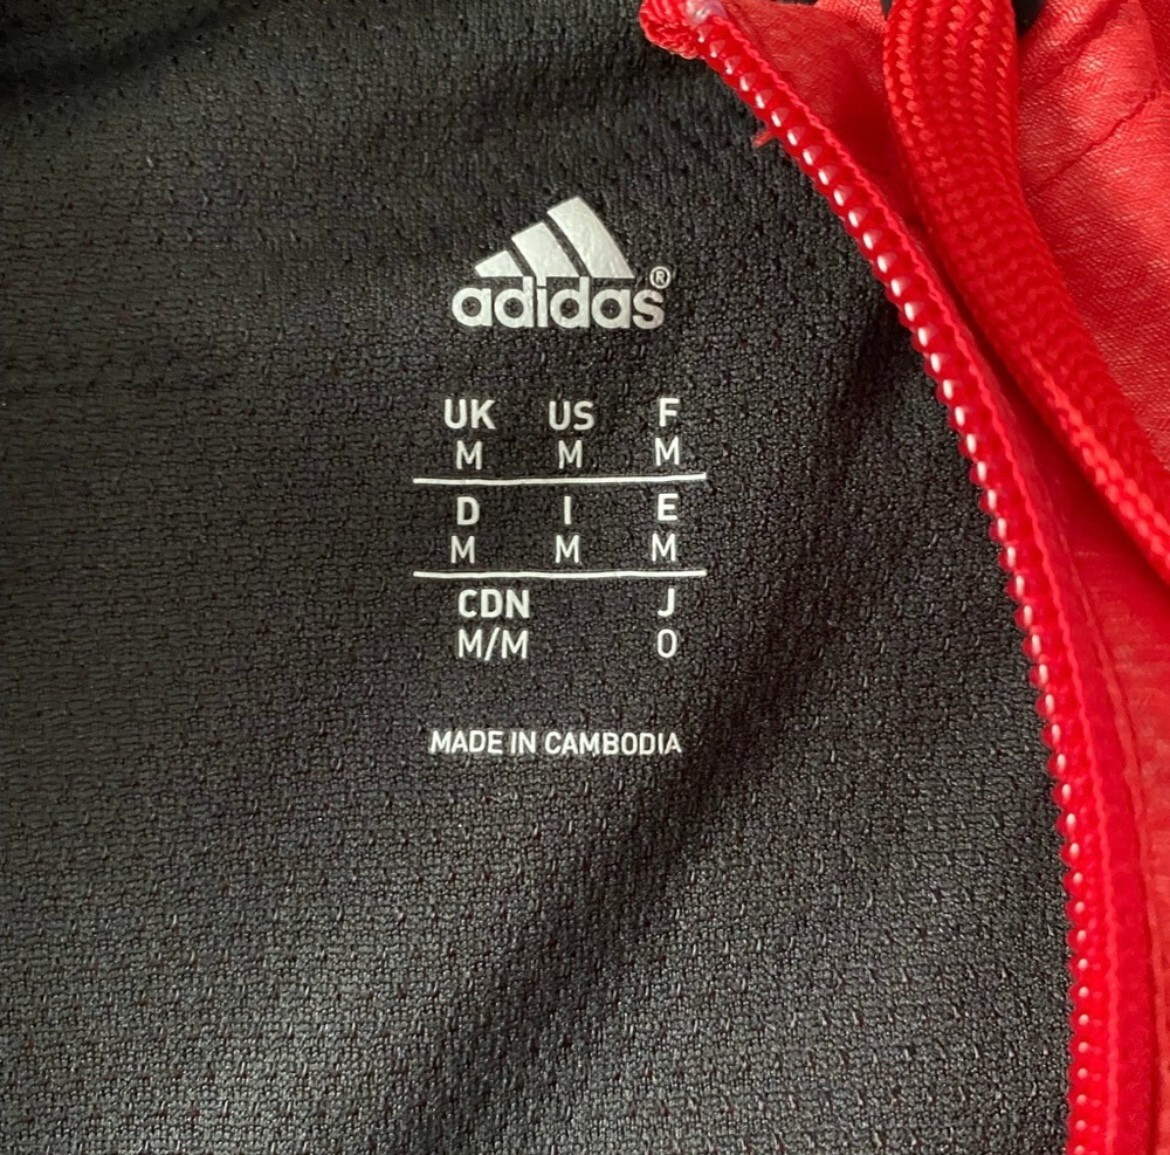 adidas®
UK US F
M M M
D I E
M M M
CDN J
M/M O
MADE IN CAMBODIA